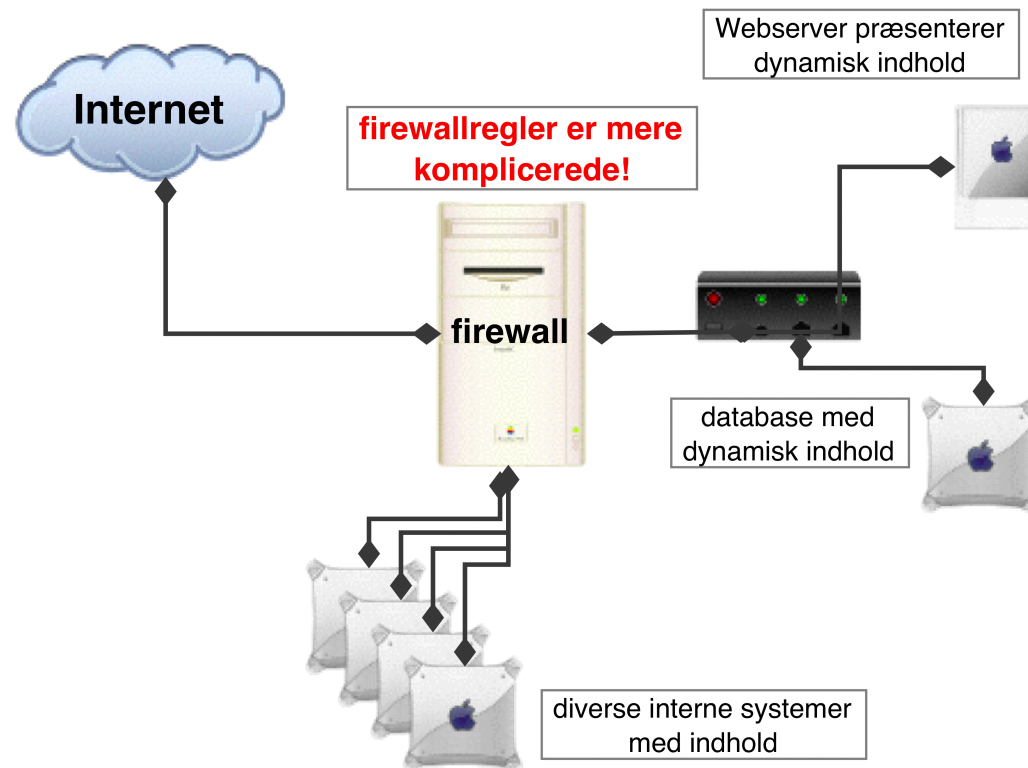 Webserver præsenterer
dynamisk indhold
Internet
firewallregler er mere
komplicerede!
firewall
database med
dynamisk indhold
diverse interne systemer
med indhold